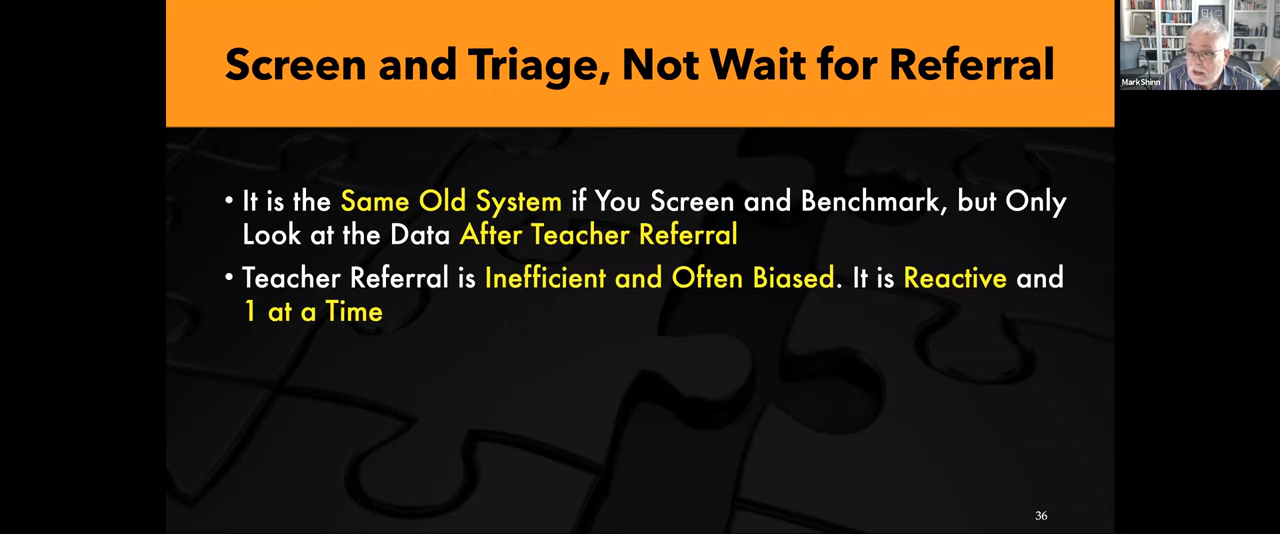 Screen and Triage, Not Wait for Referral
Mark Shinn
• It is the Same Old System if You Screen and Benchmark, but Only
Look at the Data After Teacher Referral
• Teacher Referral is Inefficient and Often Biased. It is Reactive and
1 at a Time
36